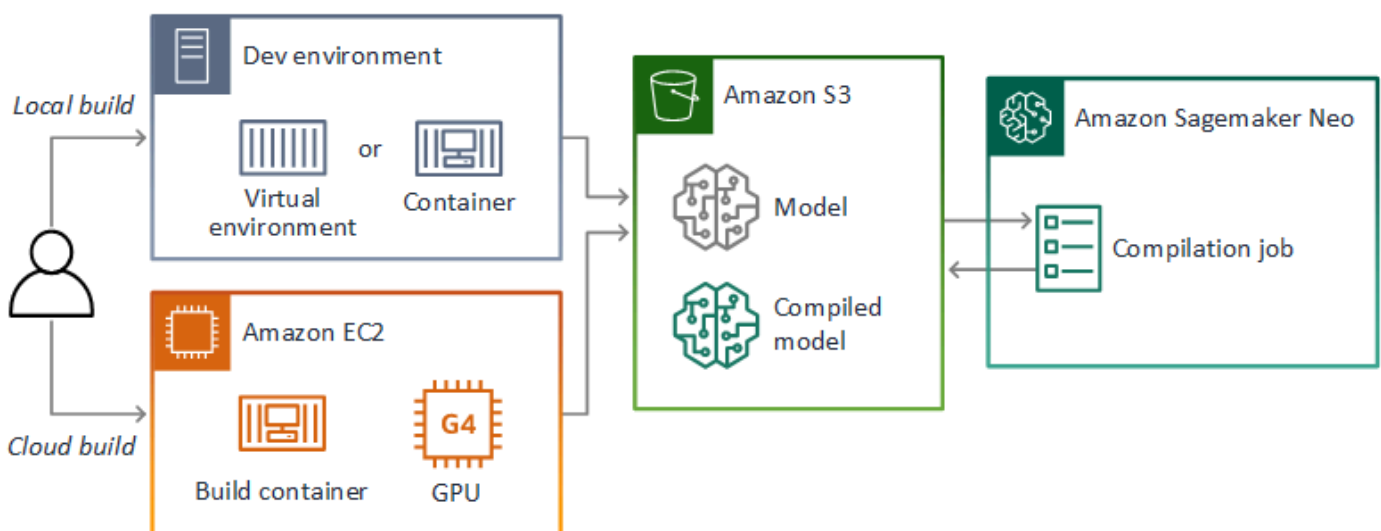 Local build
Dev environment
or
Virtual
environment
Container
Cloud build
Amazon EC2
G4
Build container
GPU
Amazon S3
Model
Compiled
model
Amazon Sagemaker Neo
Compilation job